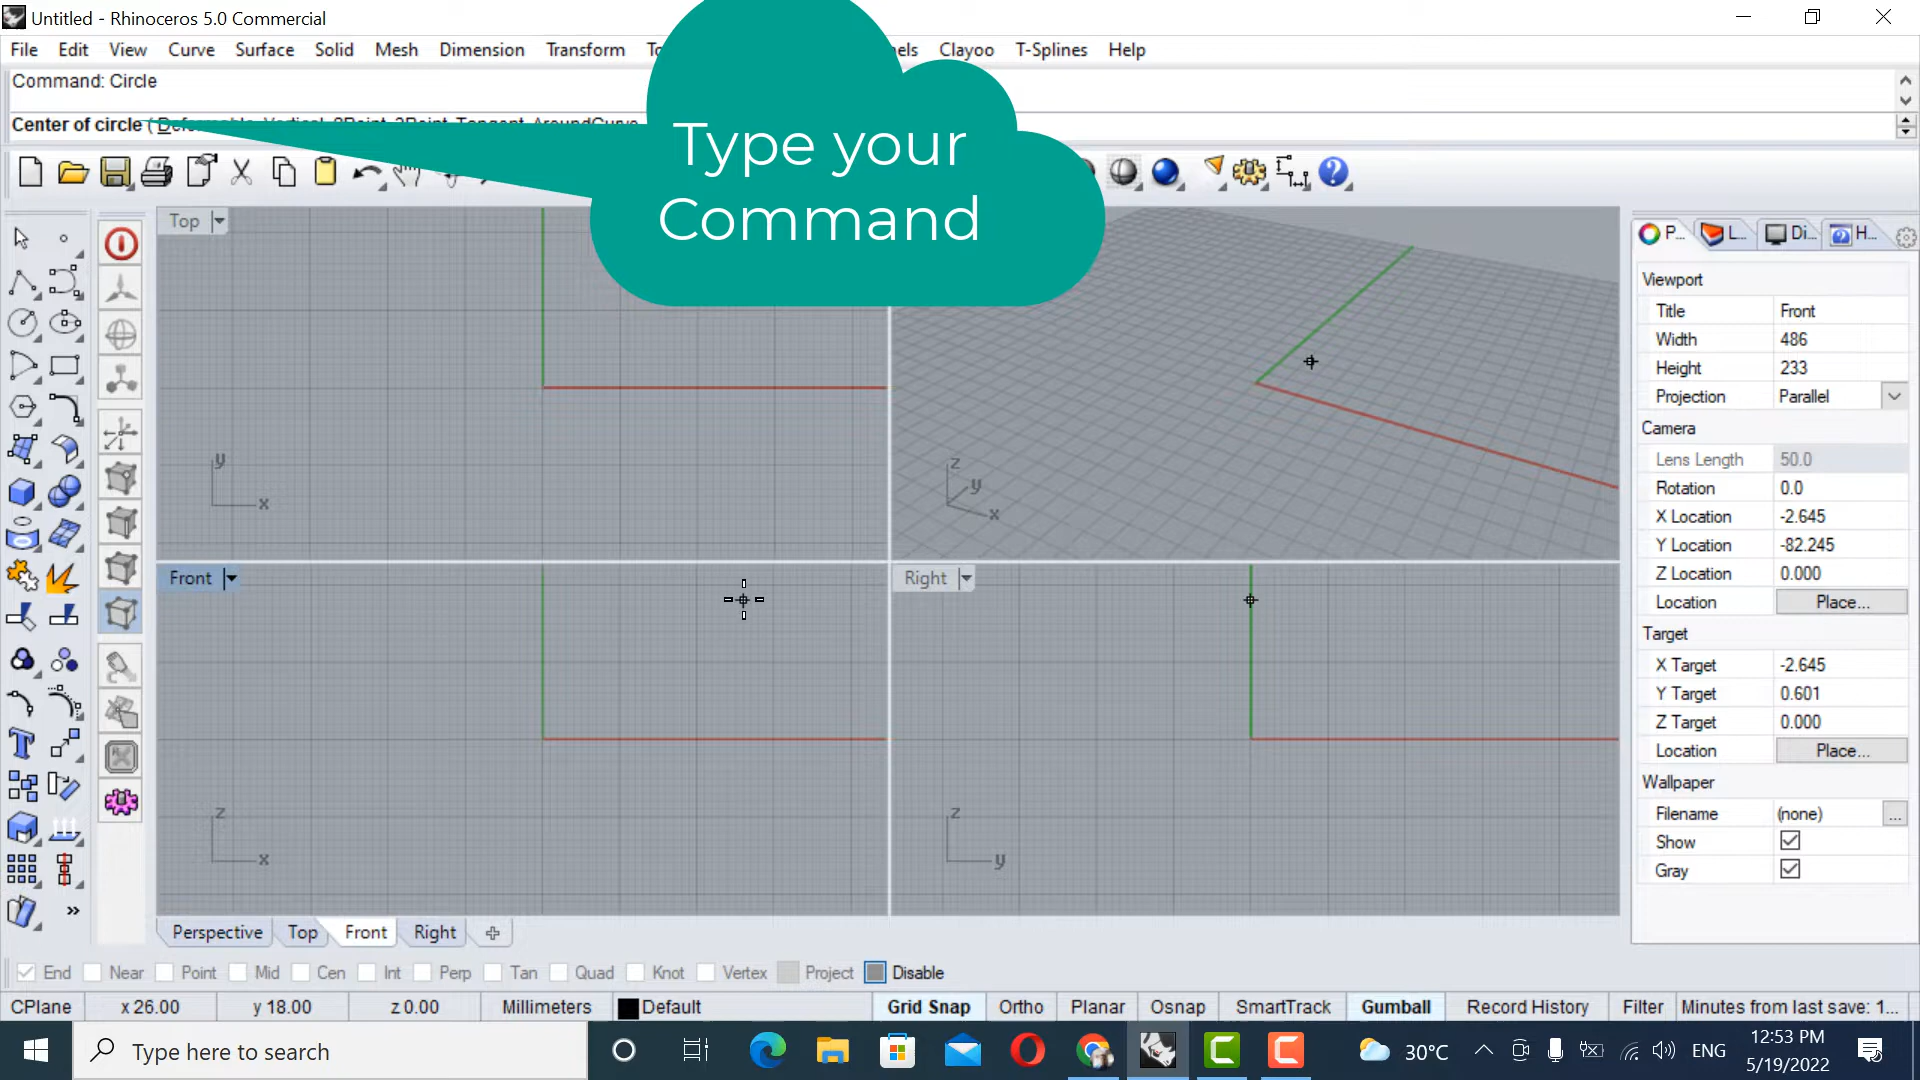 Untitled - Rhinoceros 5.0 Commercial
File Edit View Curve Surface Solid Mesh Dimension Transform Clayoo T-Splines Help
Command: Circle
Center of circle (
Type your
Command
Top
P... L... Di... H...
Viewport
Title Front
Width 486
Height 233
Projection Parallel
Camera
Lens Length 50.0
Rotation 0.0
X Location -2.645
Y Location -82.245
Z Location 0.000
Location Place...
Target
X Target -2.645
Y Target 0.601
Z Target 0.000
Location Place...
Wallpaper
Filename (none) ...
Show
Gray
y
x
z
y
x
Front
Right
z
x
z
y
Perspective Top Front Right
End Near Point Mid Cen Int Perp Tan Quad Knot Vertex Project Disable
CPlane x 26.00 y 18.00 z 0.00 Millimeters Default Grid Snap Ortho Planar Osnap SmartTrack Gumball Record History Filter Minutes from last save: 1...
Type here to search
30°C
ENG
12:53 PM
5/19/2022